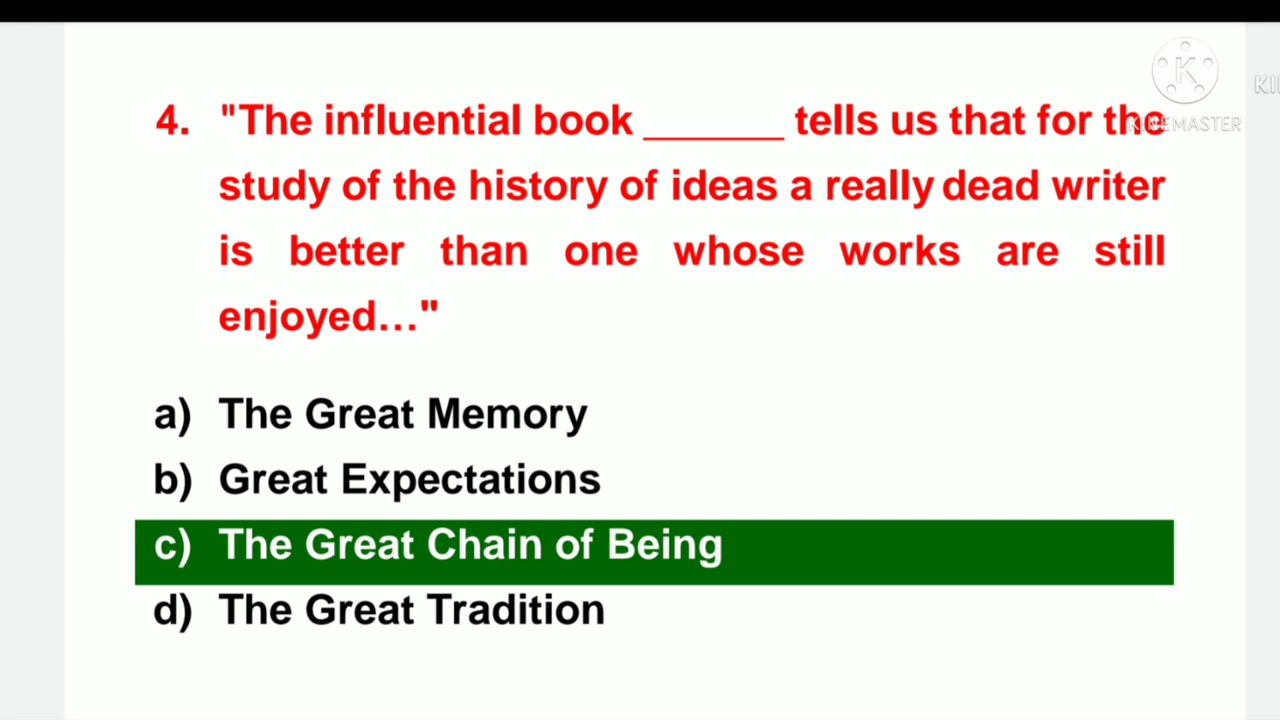 4. "The influential book ______ tells us that for the
study of the history of ideas a really dead writer
is better than one whose works are still
enjoyed..."
a) The Great Memory
b) Great Expectations
c) The Great Chain of Being
d) The Great Tradition
K
KINEMASTER
KI